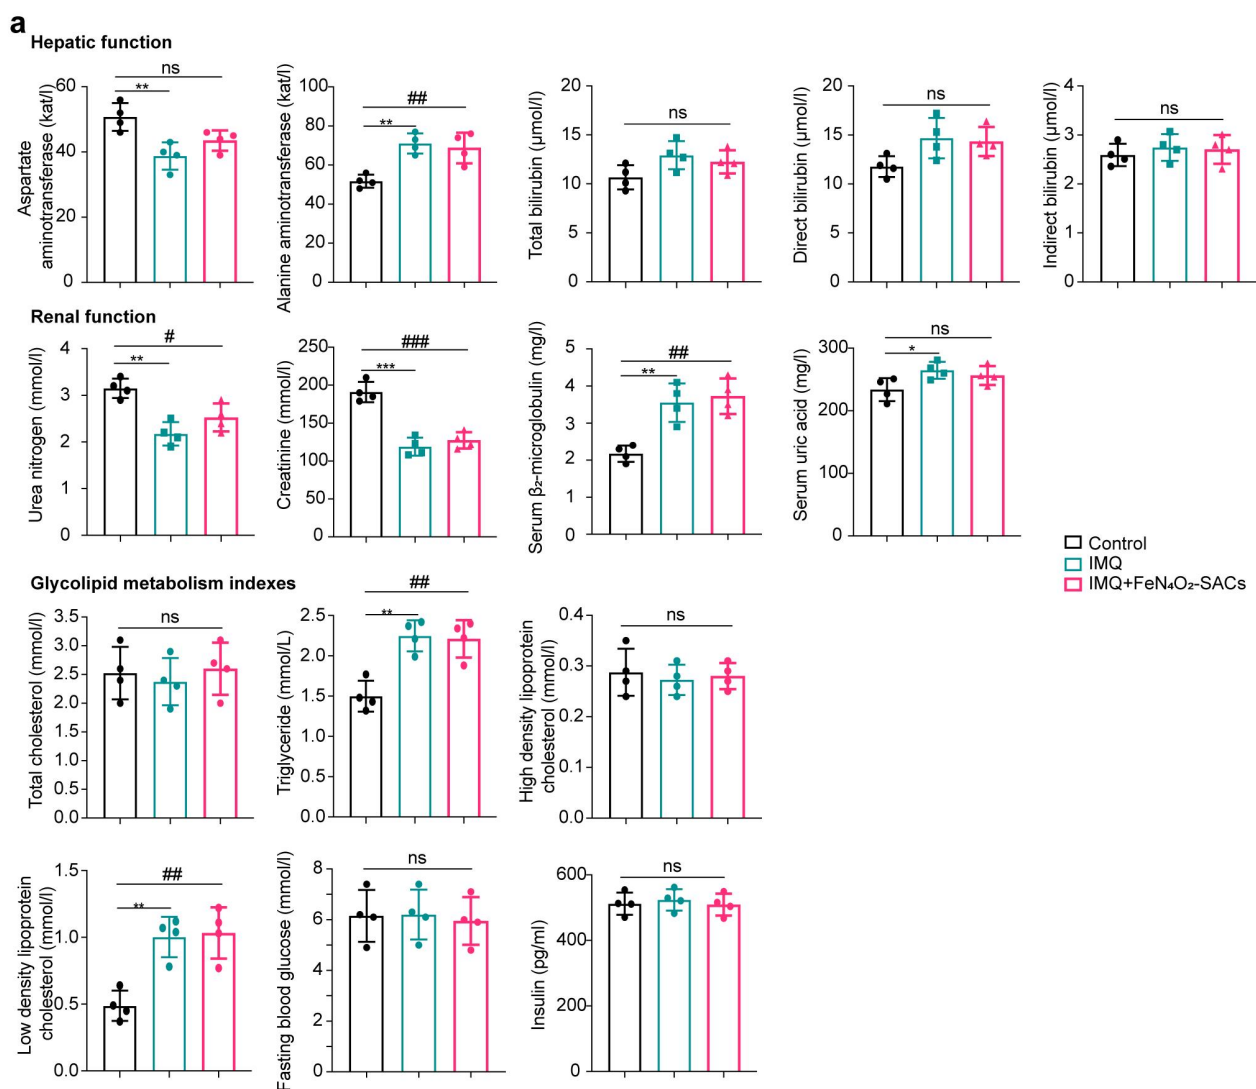 a
Hepatic function
Aspartate
aminotransferase (kat/l)
60
40
20
0
ns
**
Alanine aminotransferase (kat/l)
100
80
60
40
20
0
##
**
Total bilirubin (μmol/l)
20
15
10
5
0
ns
Direct bilirubin (μmol/l)
20
15
10
5
0
ns
Indirect bilirubin (μmol/l)
4
3
2
1
0
ns
Renal function
Urea nitrogen (mmol/l)
4
3
2
1
0
#
**
Creatinine (mmol/l)
250
200
150
100
50
0
###
***
Serum β₂-microglobulin (mg/l)
5
4
3
2
1
0
##
**
Serum uric acid (mg/l)
300
200
100
0
ns
*
Control
IMQ
IMQ+FeN₄O₂-SACs
Glycolipid metabolism indexes
Total cholesterol (mmol/l)
3.5
3.0
2.5
2.0
1.5
1.0
0.5
0.0
ns
Triglyceride (mmol/L)
2.5
2.0
1.5
1.0
0.5
0.0
##
**
High density lipoprotein
cholesterol (mmol/l)
0.4
0.3
0.2
0.1
0.0
ns
Low density lipoprotein
cholesterol (mmol/l)
1.5
1.0
0.5
0.0
##
**
Fasting blood glucose (mmol/l)
8
6
4
2
2
0
ns
Insulin (pg/ml)
600
400
200
0
ns